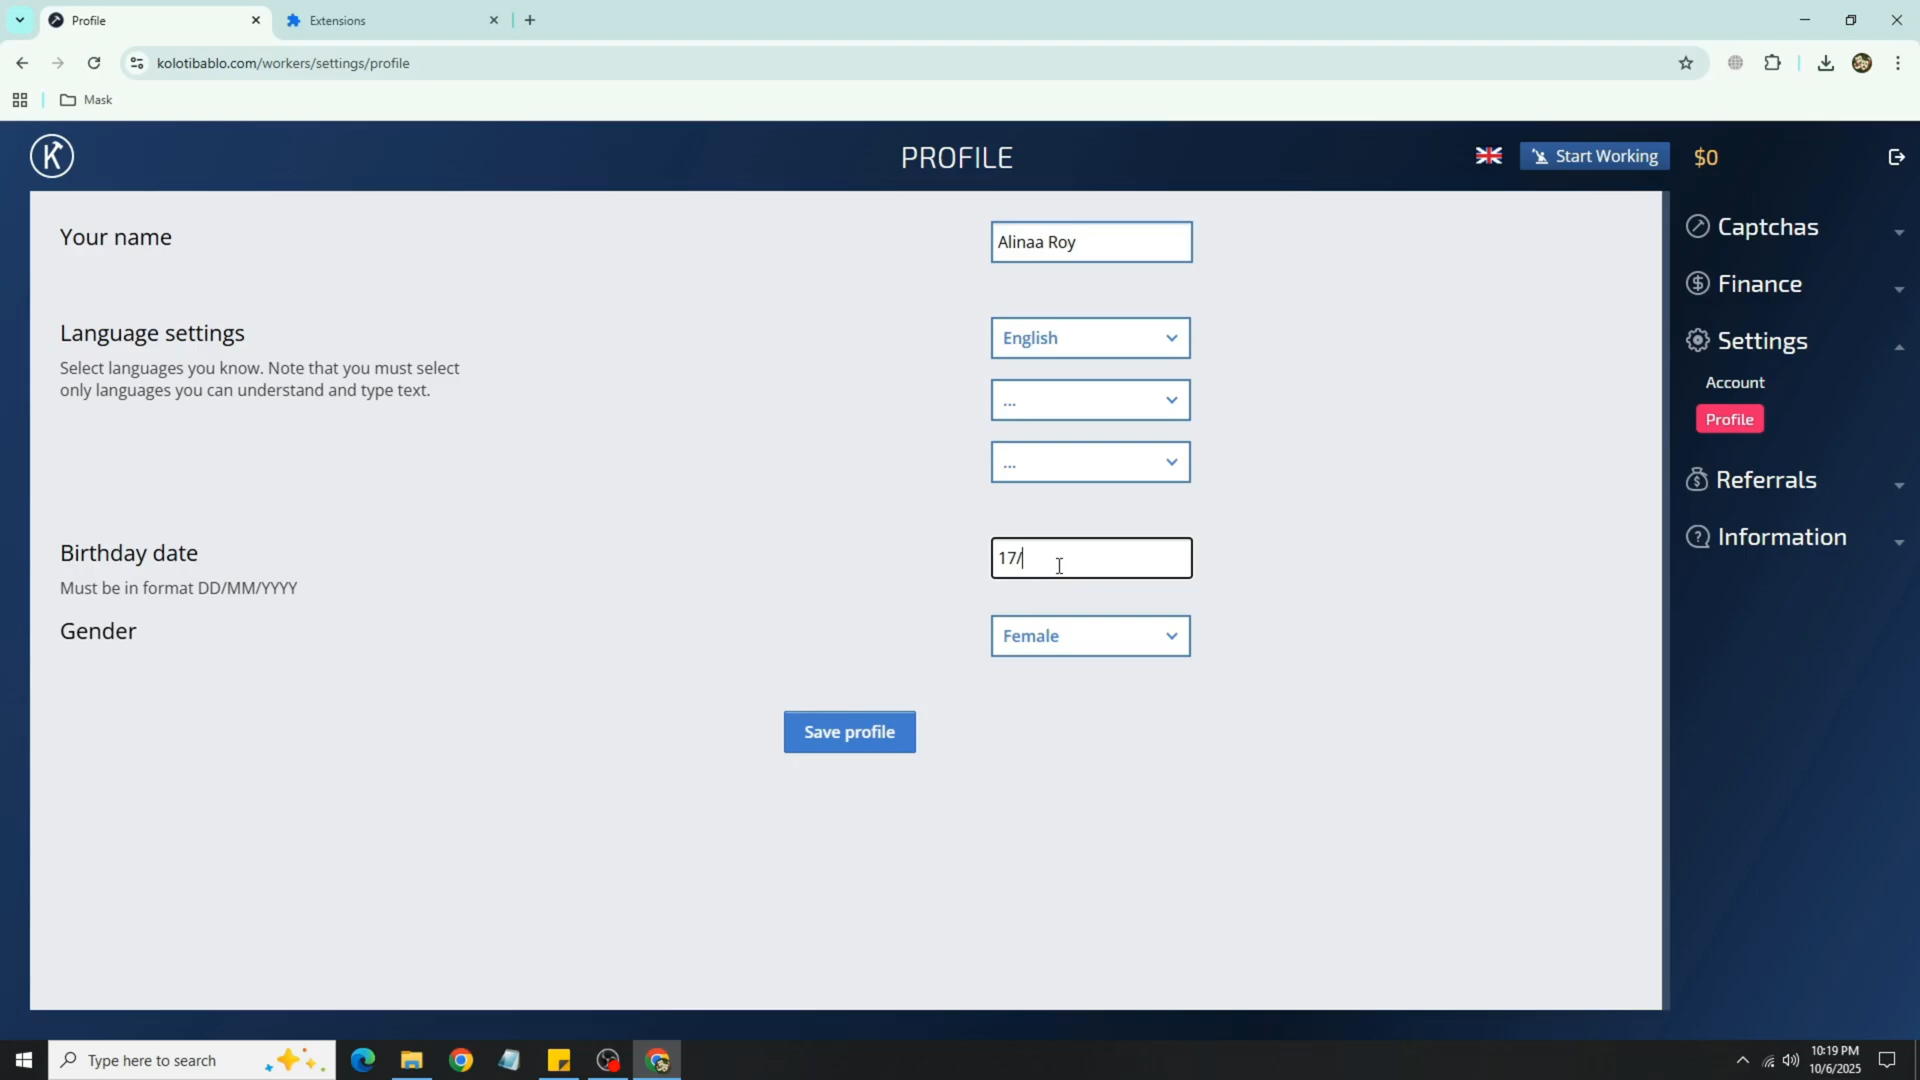 Profile
Extensions
kolotibablo.com/workers/settings/profile
Mask
K
PROFILE
Start Working
$0
Your name
Alinaa Roy
Language settings
Select languages you know. Note that you must select
only languages you can understand and type text.
English
...
...
Birthday date
Must be in format DD/MM/YYYY
17/
Gender
Female
Save profile
Captchas
Finance
Settings
Account
Profile
Referrals
Information
Type here to search
10:19 PM
10/6/2025